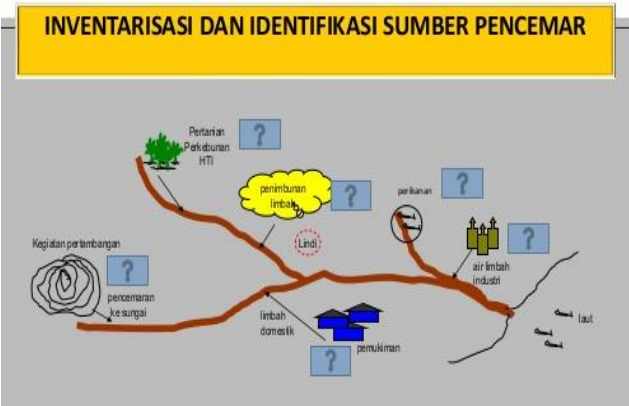 INVENTARISASI DAN IDENTIFIKASI SUMBER PENCEMAR
Pertanian
Perkebunan
HTI
?
penimbunan
limbah
?
perikanan
?
Lindi
?
Kegiatan pertambangan
?
air limbah
industri
pencemaran
ke sungai
limbah
domestik
laut
?
pemukiman